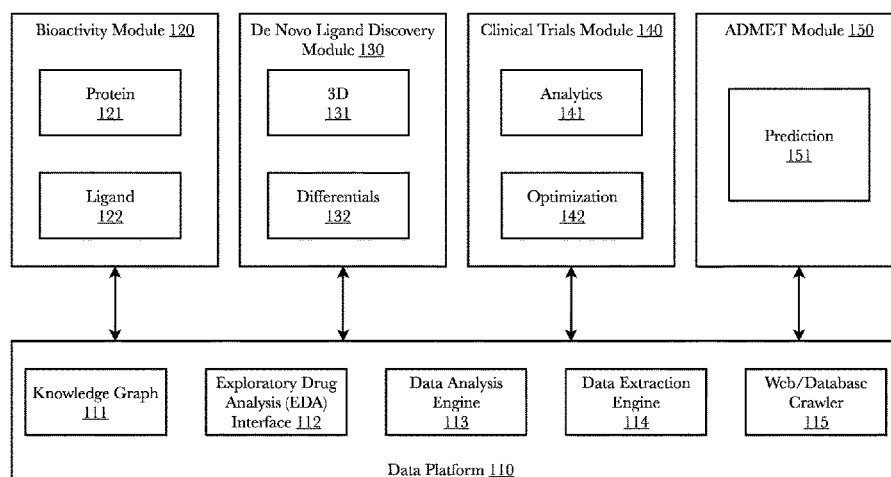 Bioactivity Module 120
Protein
121
Ligand
122
De Novo Ligand Discovery
Module 130
3D
131
Differentials
132
Clinical Trials Module 140
Analytics
141
Optimization
142
ADMET Module 150
Prediction
151
Knowledge Graph
111
Exploratory Drug
Analysis (EDA)
Interface 112
Data Analysis
Engine
113
Data Extraction
Engine
114
Web/Database
Crawler
115
Data Platform 110